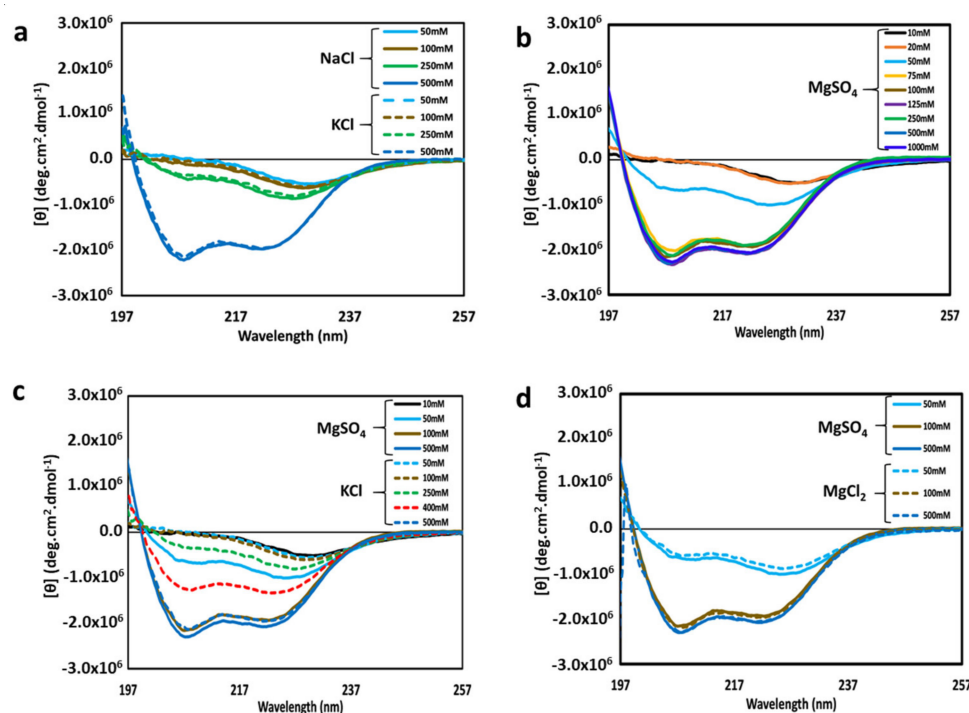 a
3.0x10⁶
2.0x10⁶
1.0x10⁶
0.0
-1.0x10⁶
-2.0x10⁶
-3.0x10⁶
[θ] (deg.cm².dmol⁻¹)
197 217 237 257
Wavelength (nm)
NaCl
50mM
100mM
250mM
500mM
KCl
50mM
100mM
250mM
500mM
b
3.0x10⁶
2.0x10⁶
1.0x10⁶
0.0
-1.0x10⁶
-2.0x10⁶
-3.0x10⁶
[θ] (deg.cm².dmol⁻¹)
197 217 237 257
Wavelength (nm)
MgSO₄
10mM
20mM
50mM
75mM
100mM
125mM
250mM
500mM
1000mM
c
3.0x10⁶
2.0x10⁶
1.0x10⁶
0.0
-1.0x10⁶
-2.0x10⁶
-3.0x10⁶
[θ] (deg.cm².dmol⁻¹)
197 217 237 257
Wavelength (nm)
MgSO₄
10mM
50mM
100mM
500mM
KCl
50mM
100mM
250mM
400mM
500mM
d
3.0x10⁶
2.0x10⁶
1.0x10⁶
0.0
-1.0x10⁶
-2.0x10⁶
-3.0x10⁶
[θ] (deg.cm².dmol⁻¹)
197 217 237 257
Wavelength (nm)
MgSO₄
50mM
100mM
500mM
MgCl₂
50mM
100mM
500mM